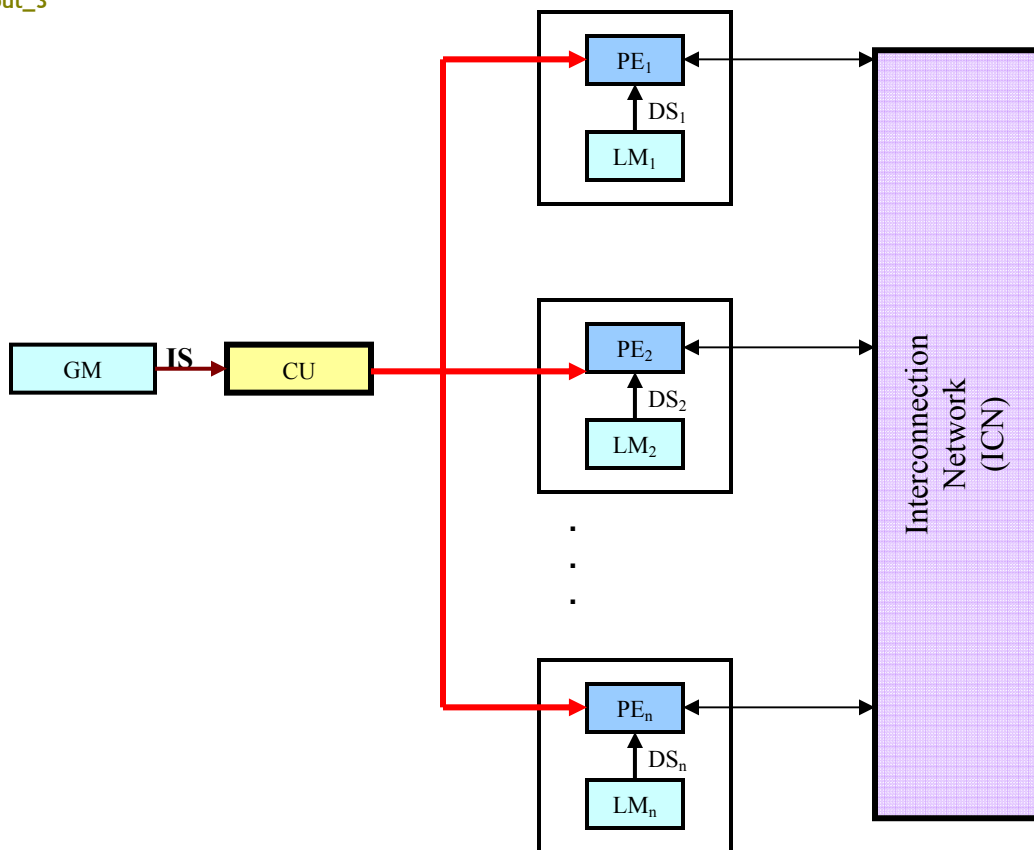 PE₁
DS₁
LM₁
GM
IS
CU
PE₂
DS₂
LM₂
Interconnection
Network
(ICN)
.
.
.
PEₙ
DSₙ
LMₙ